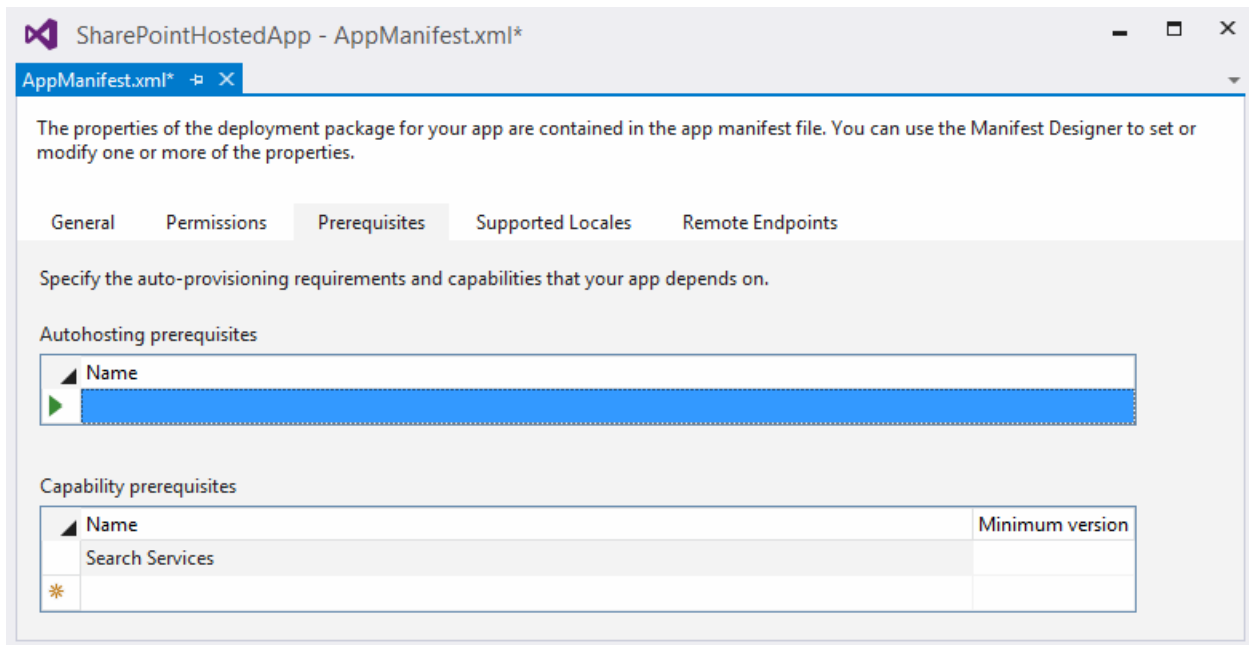 SharePointHostedApp - AppManifest.xml*
AppManifest.xml*
The properties of the deployment package for your app are contained in the app manifest file. You can use the Manifest Designer to set or
modify one or more of the properties.
General Permissions Prerequisites Supported Locales Remote Endpoints
Specify the auto-provisioning requirements and capabilities that your app depends on.
Autohosting prerequisites
Name
Capability prerequisites
Name Minimum version
Search Services